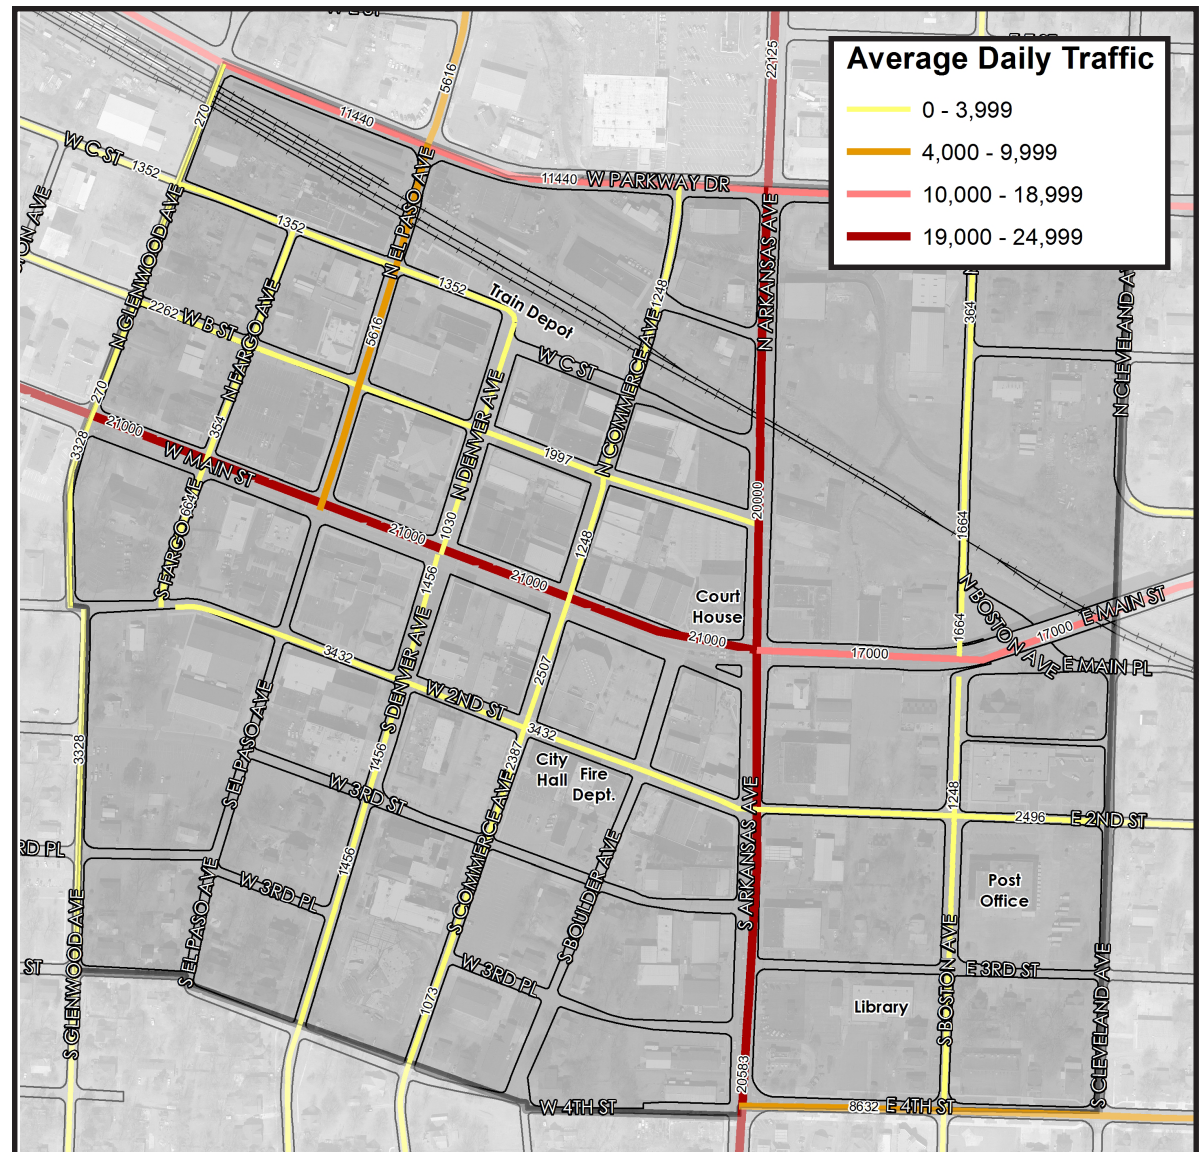 Average Daily Traffic
0 - 3,999
4,000 - 9,999
10,000 - 18,999
19,000 - 24,999
5616
22125
270
11440
W C ST
1352
11440
W PARKWAY DR
N EL PASO AVE
N GLENWOOD AVE
1352
N ARKANSAS AVE
1352
Train Depot
1248
364
N CLEVELAND A
2262
W B ST
N FARGO AVE
5616
W C ST
N COMMERCE AVE
N DENVER AVE
270
354
21000
W MAIN ST
3328
1997
20000
664
S FARGO AVE
21000
1030
1248
1664
21000
1456
Court
House
N BOSTON AVE
E MAIN ST
17000
1664
21000
17000
E MAIN PL
3432
S DENVER AVE
2507
W 2ND ST
3432
S EL PASO AVE
3328
1456
2387
City
Hall
Fire
Dept.
W 3RD ST
1248
2496
E 2ND ST
S ARKANSAS AVE
RD PL
1456
S COMMERCE AVE
S BOULDER AVE
W 3RD PL
Post
Office
S EL PASO AVE
S GLENWOOD AVE
ST
W 3RD PL
1073
E 3RD ST
S BOSTON AVE
Library
S CLEVELAND AVE
20583
W 4TH ST
8632
E 4TH ST